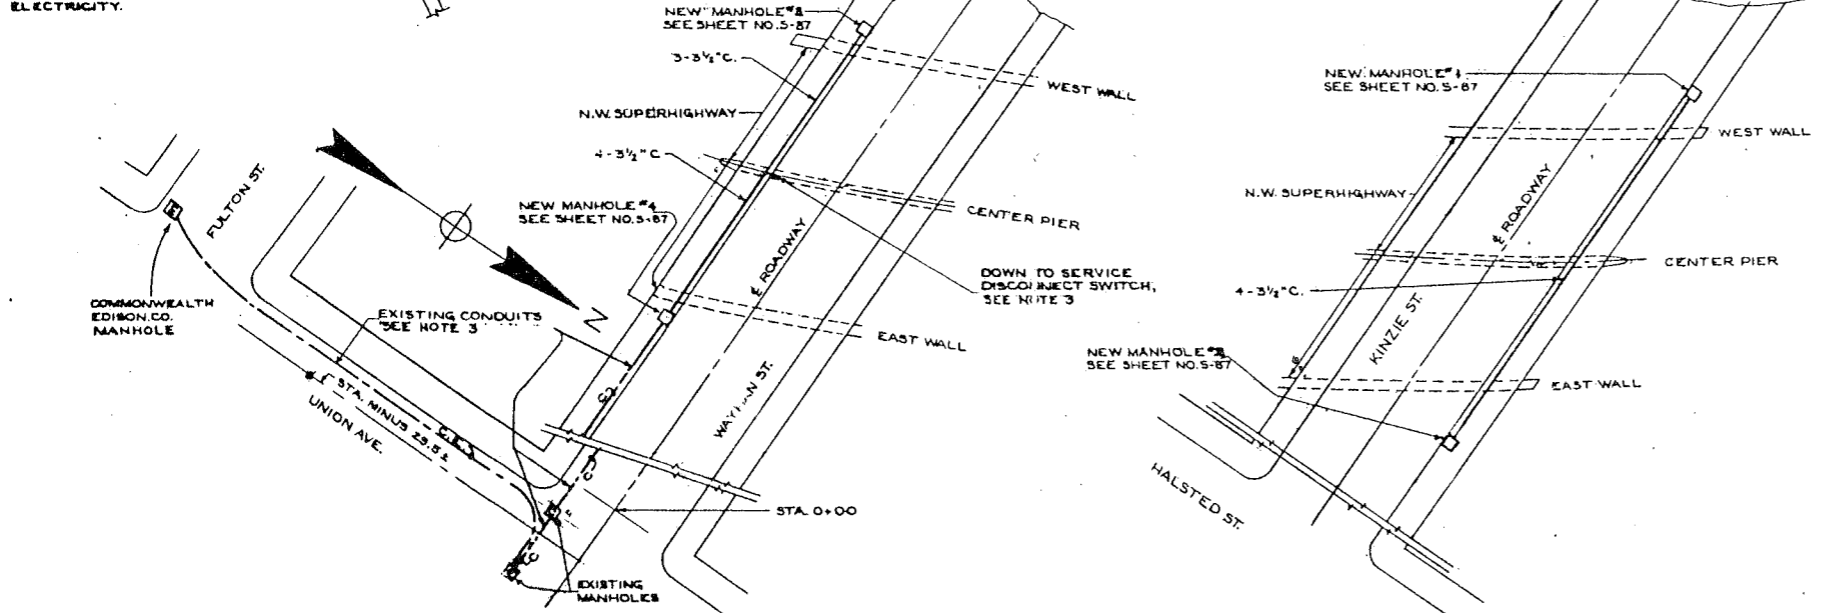 ELECTRICITY.
NEW MANHOLE
SEE SHEET NO. S-87
3-3½"C.
WEST WALL
N.W. SUPERHIGHWAY
4-3½"C
FULTON ST.
NEW MANHOLE #4
SEE SHEET NO. S-87
CENTER PIER
℄ ROADWAY
DOWN TO SERVICE
DISCONNECT SWITCH,
SEE NOTE 3
COMMONWEALTH
EDISON CO.
MANHOLE
EXISTING CONDUITS
SEE NOTE 3
N
EAST WALL
STA. MINUS 29.5±
UNION AVE.
WAYMAN ST.
STA. 0+00
EXISTING
MANHOLES
NEW MANHOLE #1
SEE SHEET NO. S-87
WEST WALL
N.W. SUPERHIGHWAY
℄ ROADWAY
CENTER PIER
4-3½"C.
KINZIE ST.
NEW MANHOLE
SEE SHEET NO. S-87
EAST WALL
HALSTED ST.